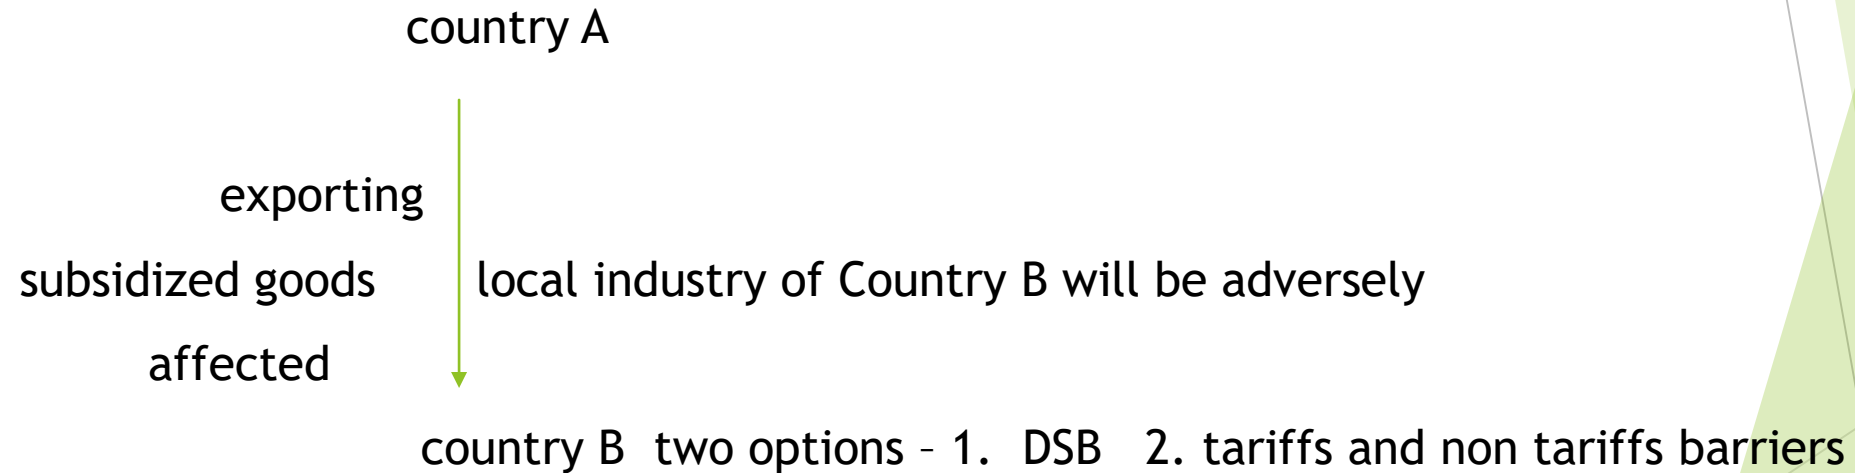 country A
exporting
subsidized goods local industry of Country B will be adversely
affected
country B two options – 1. DSB 2. tariffs and non tariffs barriers